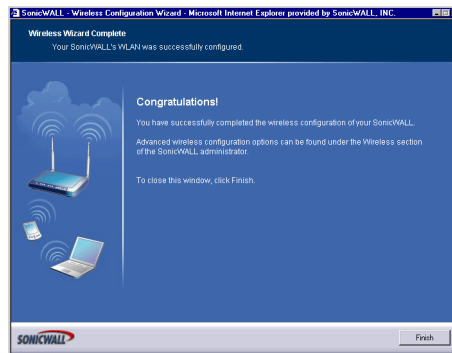 SonicWALL - Wireless Configuration Wizard - Microsoft Internet Explorer provided by SonicWALL, INC.
Wireless Wizard Complete
Your SonicWALL's WLAN was successfully configured.
Congratulations!
You have successfully completed the wireless configuration of your SonicWALL.
Advanced wireless configuration options can be found under the Wireless section
of the SonicWALL administrator.
To close this window, click Finish.
SONICWALL
Finish